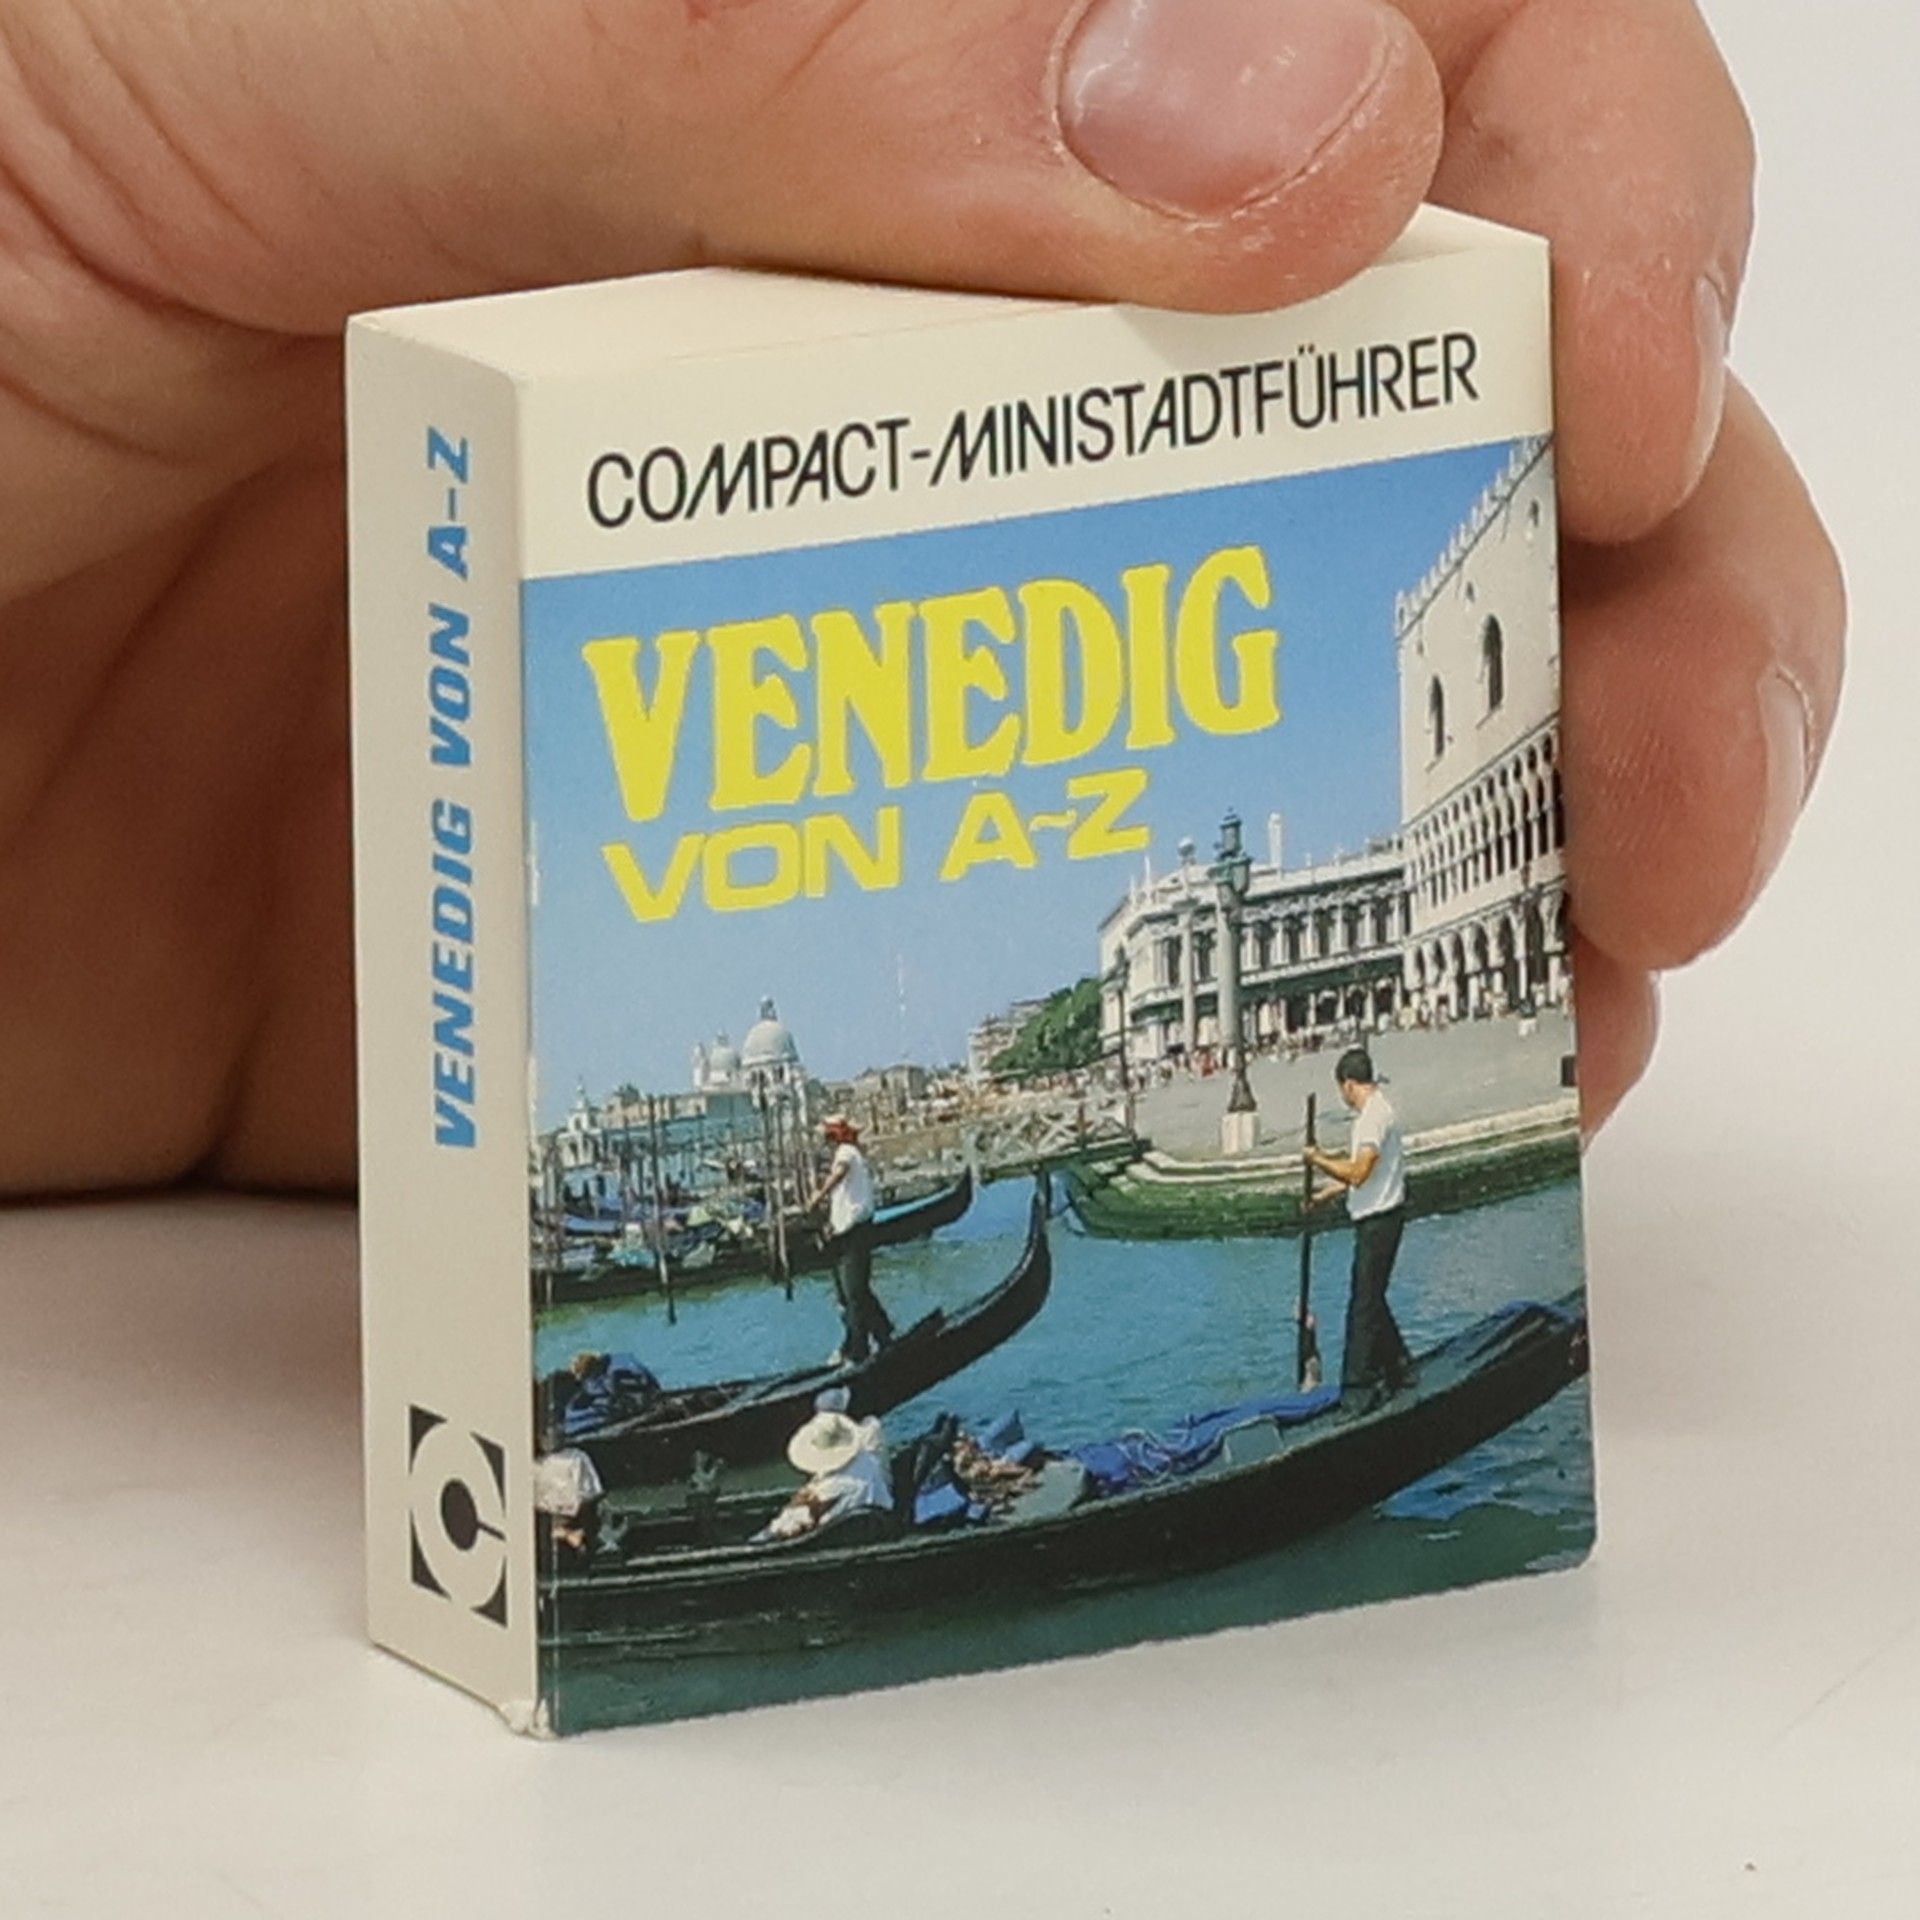 COMPACT-MINISTADTFÜHRER
VENEDIG
VON A-Z
VENEDIG VON A-Z
C